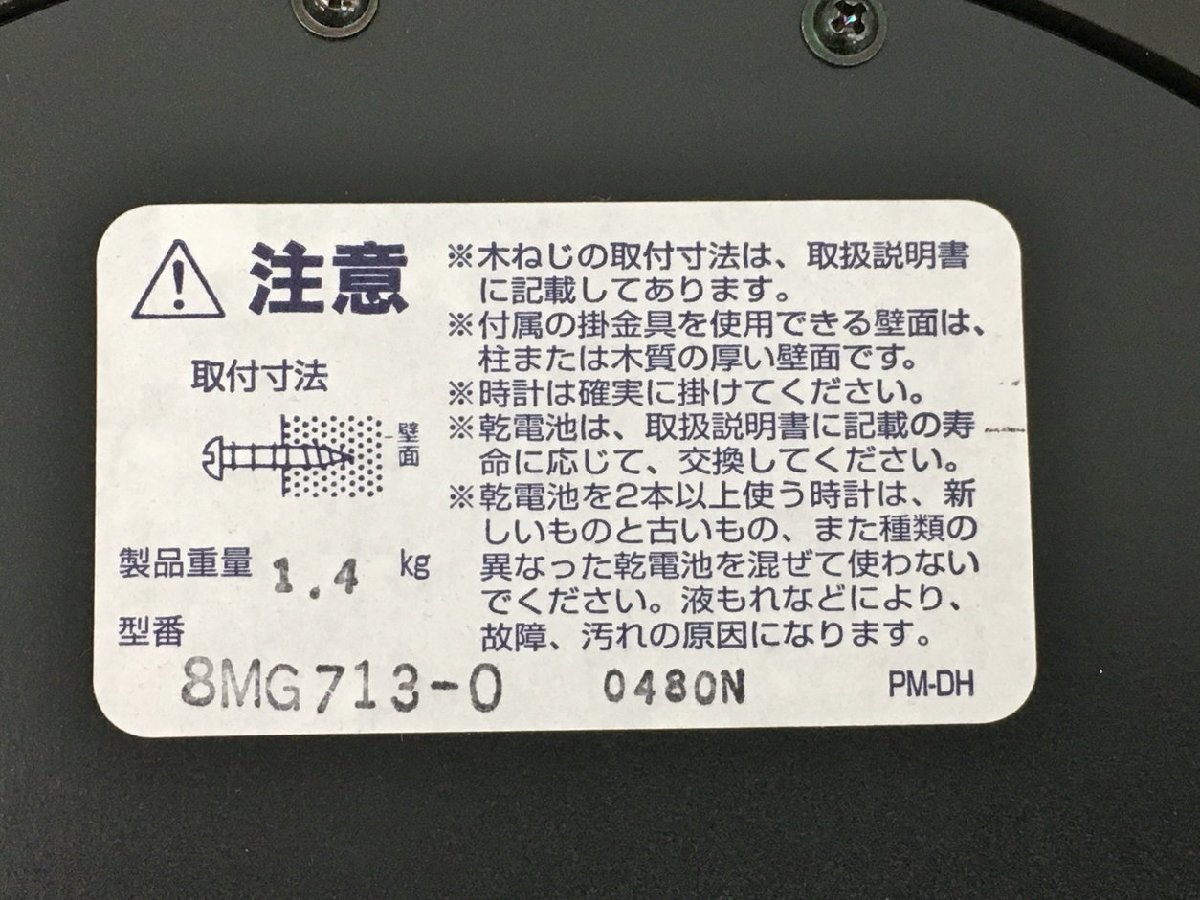 注意
取付寸法
壁面
製品重量 1.4 kg
型番
8MG713-0
※木ねじの取付寸法は、取扱説明書
に記載してあります。
※付属の掛金具を使用できる壁面は、
柱または木質の厚い壁面です。
※時計は確実に掛けてください。
※乾電池は、取扱説明書に記載の寿
命に応じて、交換してください。
※乾電池を2本以上使う時計は、新
しいものと古いもの、また種類の
異なった乾電池を混ぜて使わない
でください。液もれなどにより、
故障、汚れの原因になります。
0480N
PM-DH